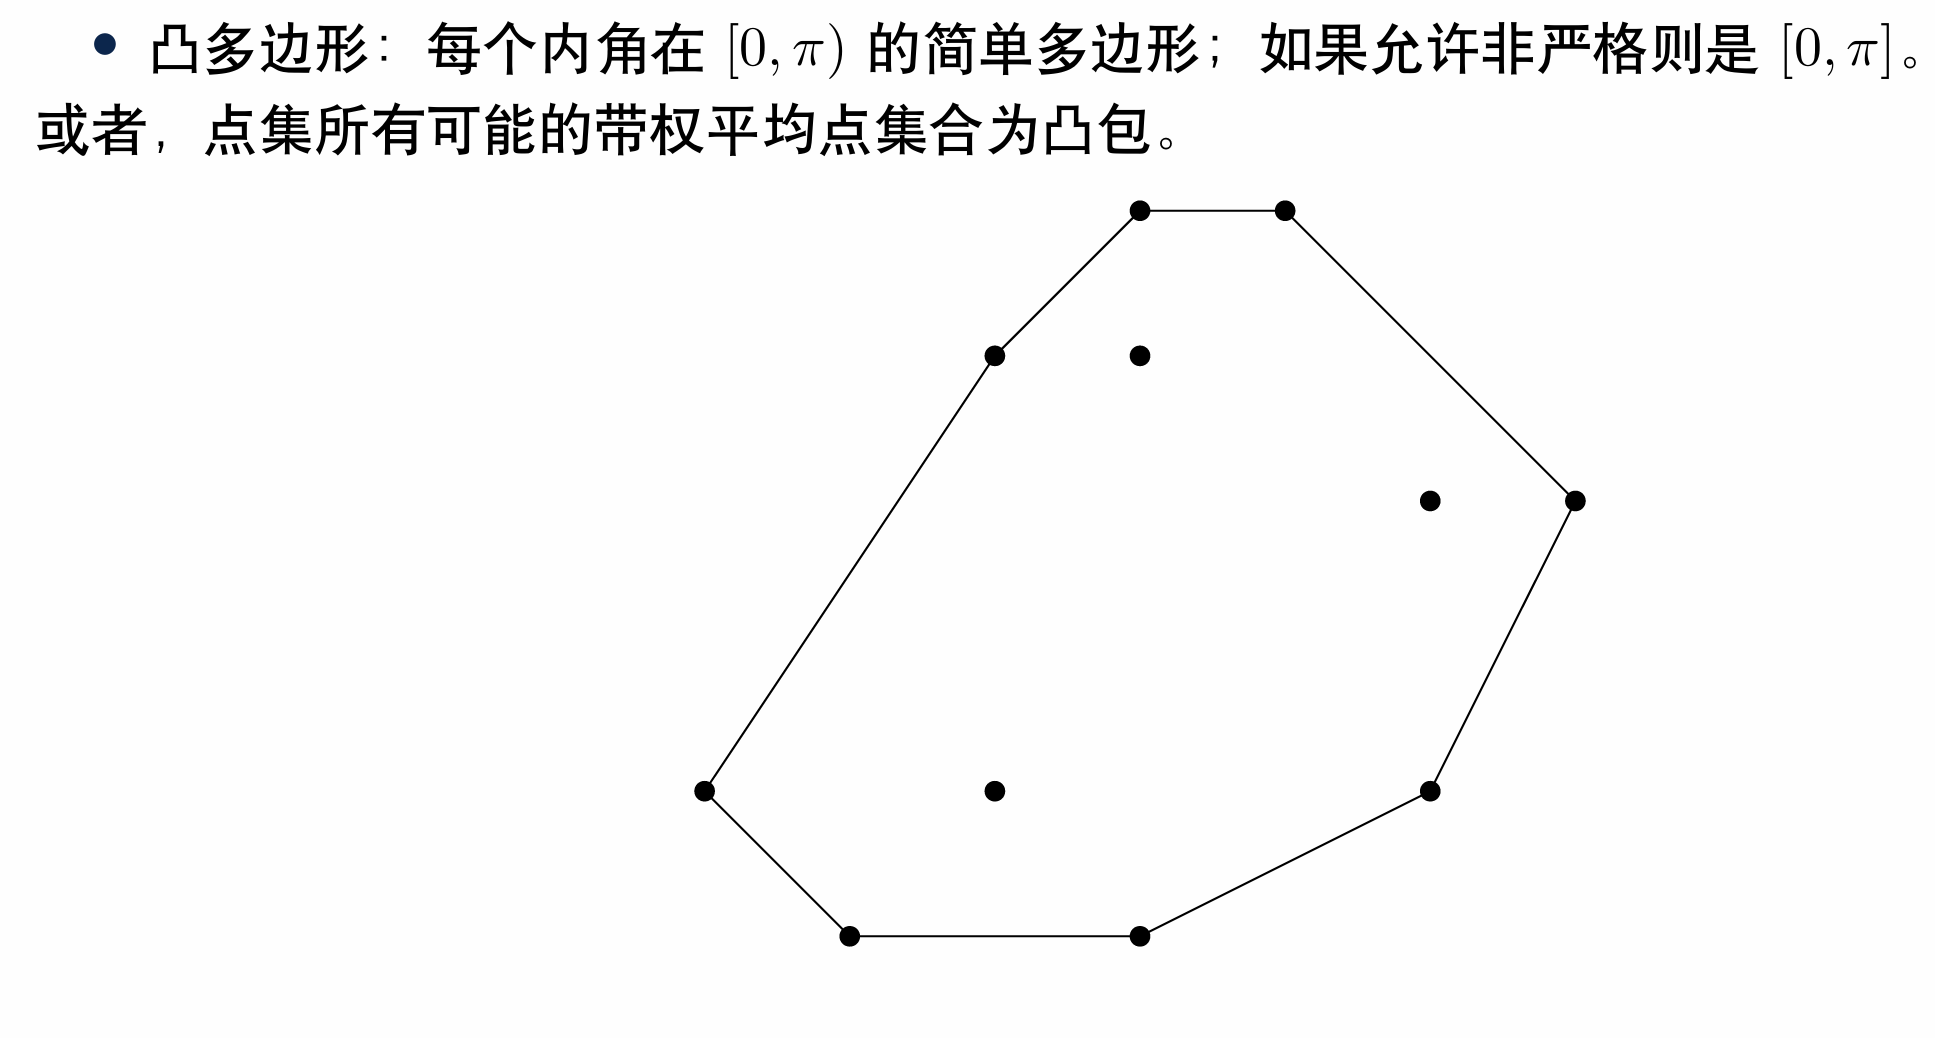 • 凸多边形：每个内角在 [0, π) 的简单多边形；如果允许非严格则是 [0, π]。
或者，点集所有可能的带权平均点集合为凸包。